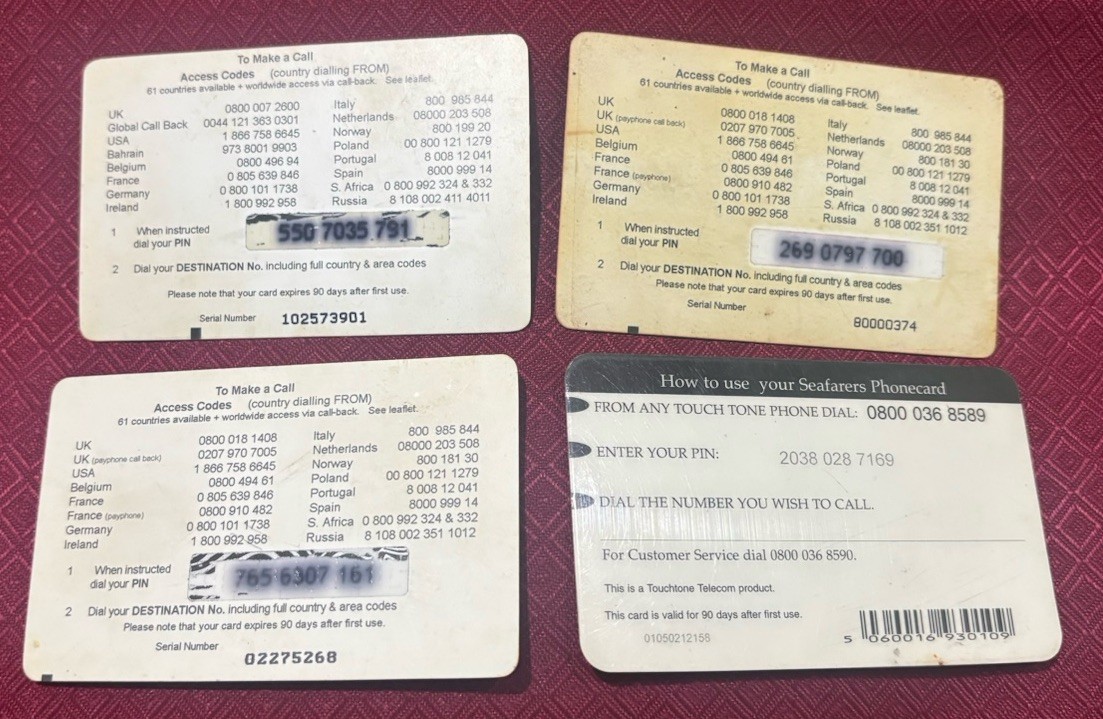 To Make a Call
Access Codes (country dialling FROM)
61 countries available + worldwide access via call-back. See leaflet.
UK 0800 007 2600 Italy 800 985 844
Global Call Back 0044 121 363 0301 Netherlands 08000 203 508
USA 1 866 758 6645 Norway 800 199 20
Bahrain 973 8001 9903 Poland 00 800 121 1279
Belgium 0800 496 94 Portugal 8 008 12 041
France 0 805 639 846 Spain 8000 999 14
Germany 0 800 101 1738 S. Africa 0 800 992 324 & 332
Ireland 1 800 992 958 Russia 8 108 002 411 4011
1 When instructed
dial your PIN
550 7035 791
2 Dial your DESTINATION No. including full country & area codes
Please note that your card expires 90 days after first use.
Serial Number 102573901
To Make a Call
Access Codes (country dialling FROM)
61 countries available + worldwide access via call-back. See leaflet.
UK 0800 018 1408 Italy 800 985 844
UK (payphone call back) 0207 970 7005 Netherlands 08000 203 508
USA 1 866 758 6645 Norway 800 181 30
Belgium 0800 494 61 Poland 00 800 121 1279
France 0 805 639 846 Portugal 8 008 12 041
France (payphone) 0800 910 482 Spain 8000 999 14
Germany 0 800 101 1738 S. Africa 0 800 992 324 & 332
Ireland 1 800 992 958 Russia 8 108 002 351 1012
1 When instructed
dial your PIN
269 0797 700
2 Dial your DESTINATION No. including full country & area codes
Please note that your card expires 90 days after first use.
Serial Number 80000374
To Make a Call
Access Codes (country dialling FROM)
61 countries available + worldwide access via call-back. See leaflet.
UK 0800 018 1408 Italy 800 985 844
UK (payphone call back) 0207 970 7005 Netherlands 08000 203 508
USA 1 866 758 6645 Norway 800 181 30
Belgium 0800 494 61 Poland 00 800 121 1279
France 0 805 639 846 Portugal 8 008 12 041
France (payphone) 0800 910 482 Spain 8000 999 14
Germany 0 800 101 1738 S. Africa 0 800 992 324 & 332
Ireland 1 800 992 958 Russia 8 108 002 351 1012
1 When instructed
dial your PIN
765 6307 161
2 Dial your DESTINATION No. including full country & area codes
Please note that your card expires 90 days after first use.
Serial Number 02275268
How to use your Seafarers Phonecard
FROM ANY TOUCH TONE PHONE DIAL: 0800 036 8589
ENTER YOUR PIN: 2038 028 7169
DIAL THE NUMBER YOU WISH TO CALL.
For Customer Service dial 0800 036 8590.
This is a Touchtone Telecom product.
This card is valid for 90 days after first use.
01050212158
5 060016 930109